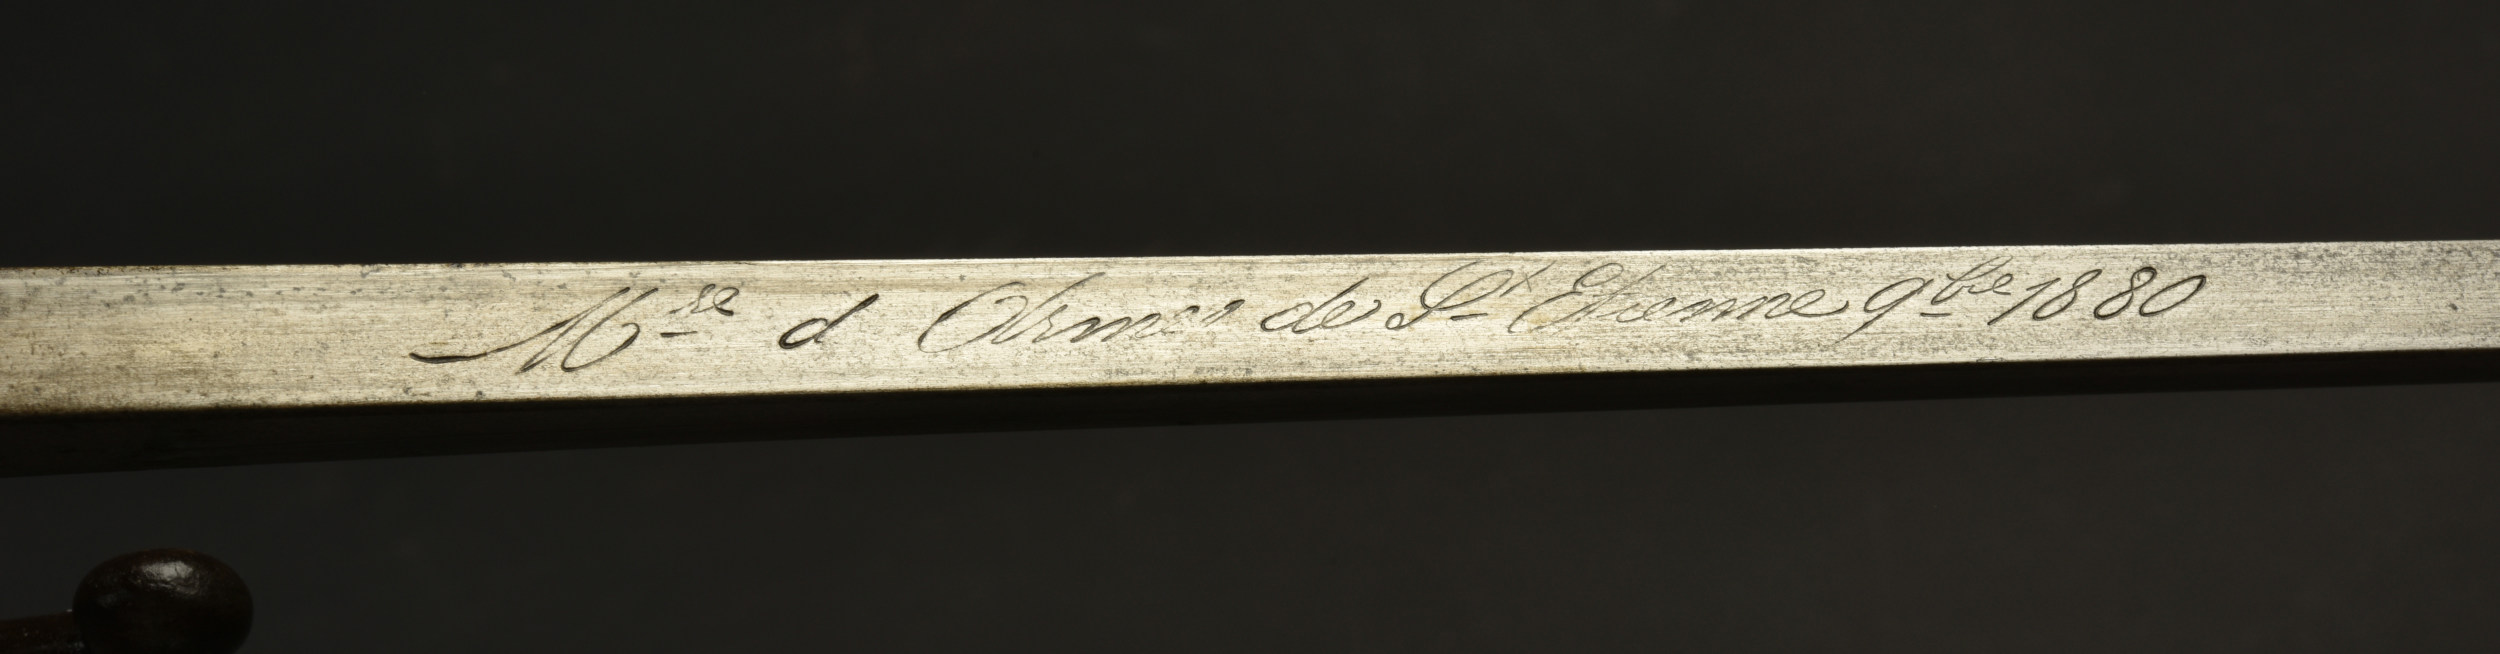 Mre d Armes de St Etienne 9bre 1880